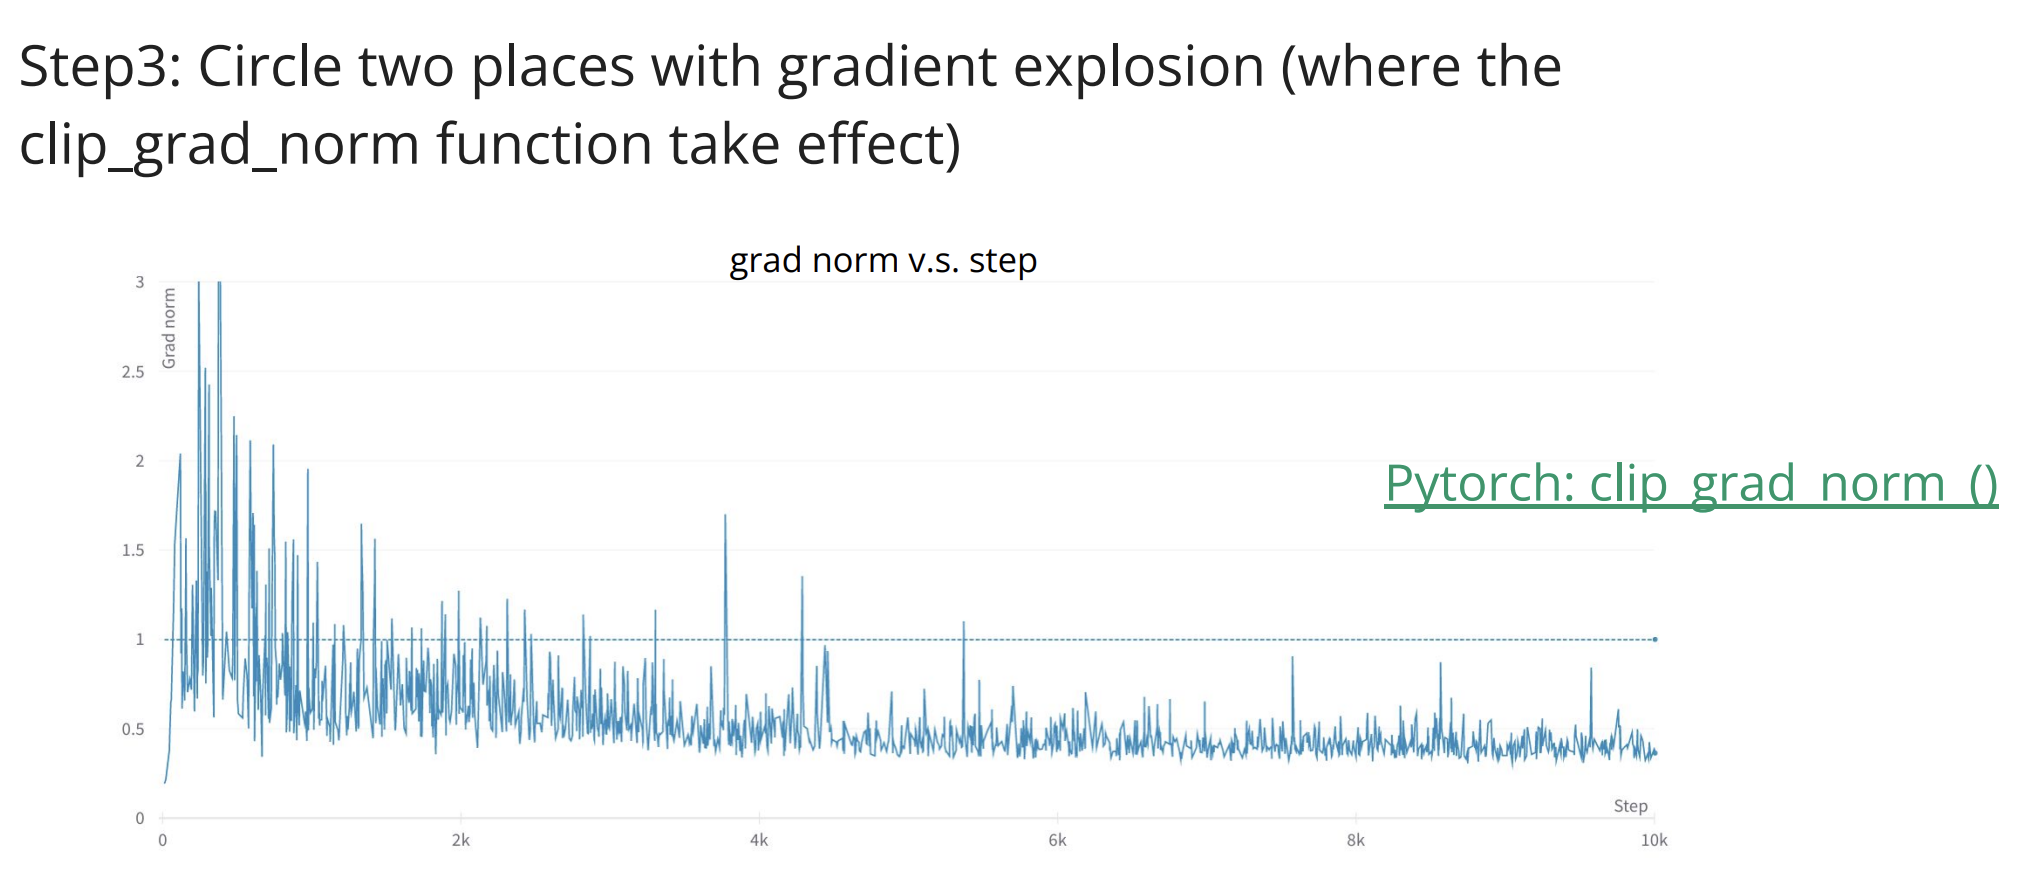 Step3: Circle two places with gradient explosion (where the
clip_grad_norm function take effect)
grad norm v.s. step
3
Grad norm
2.5
2
Pytorch: clip_grad_norm_()
1.5
1
0.5
Step
0
0
2k
4k
6k
8k
10k